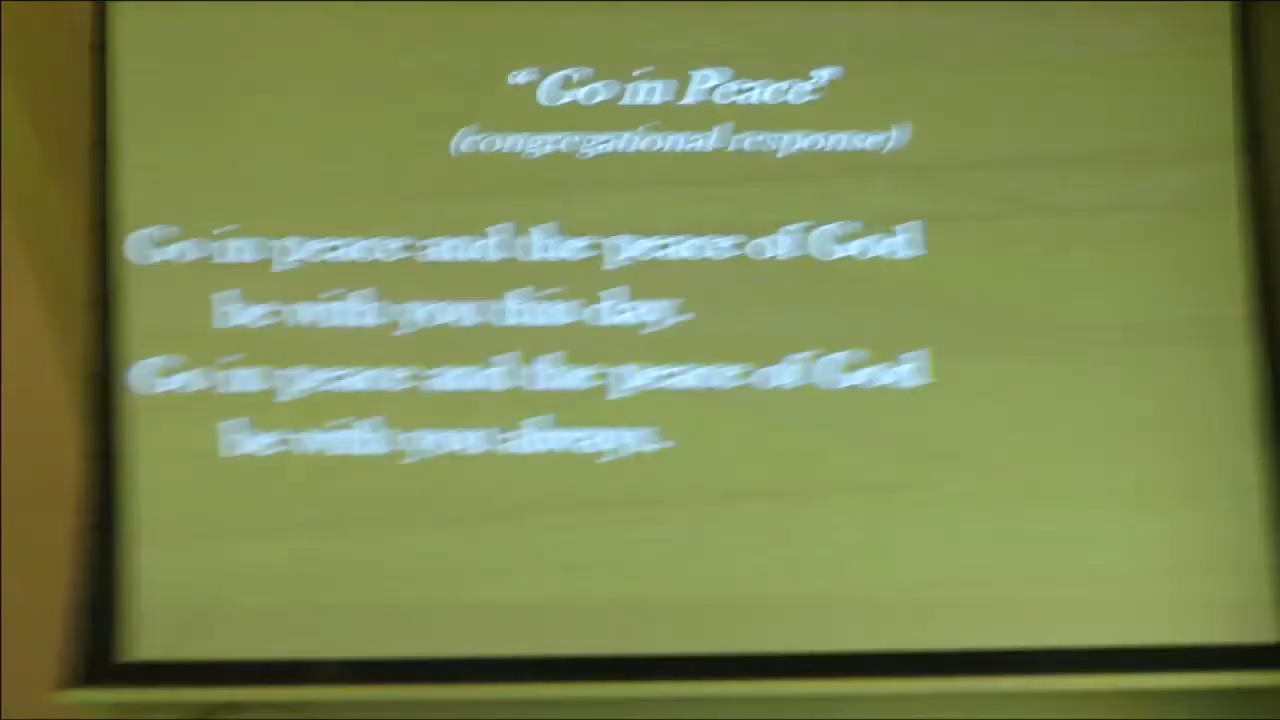 “Go in Peace”
(congregational response)
Go in peace and the peace of God
be with you this day.
Go in peace and the peace of God
be with you always.